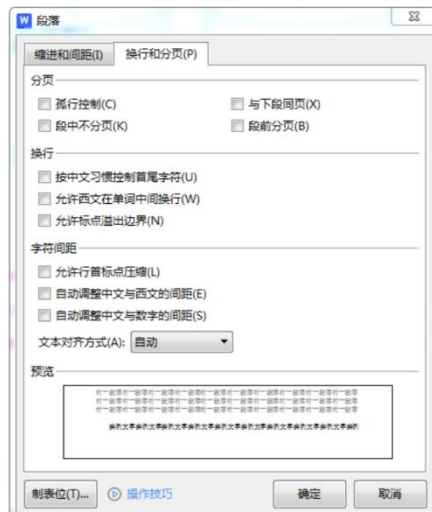 W 段落
缩进和间距(I) 换行和分页(P)
分页
孤行控制(C) 与下段同页(X)
段中不分页(K) 段前分页(B)
换行
按中文习惯控制首尾字符(U)
允许西文在单词中间换行(W)
允许标点溢出边界(N)
字符间距
允许行首标点压缩(L)
自动调整中文与西文的间距(E)
自动调整中文与数字的间距(S)
文本对齐方式(A): 自动
预览
制表位(T)... 操作技巧 确定 取消